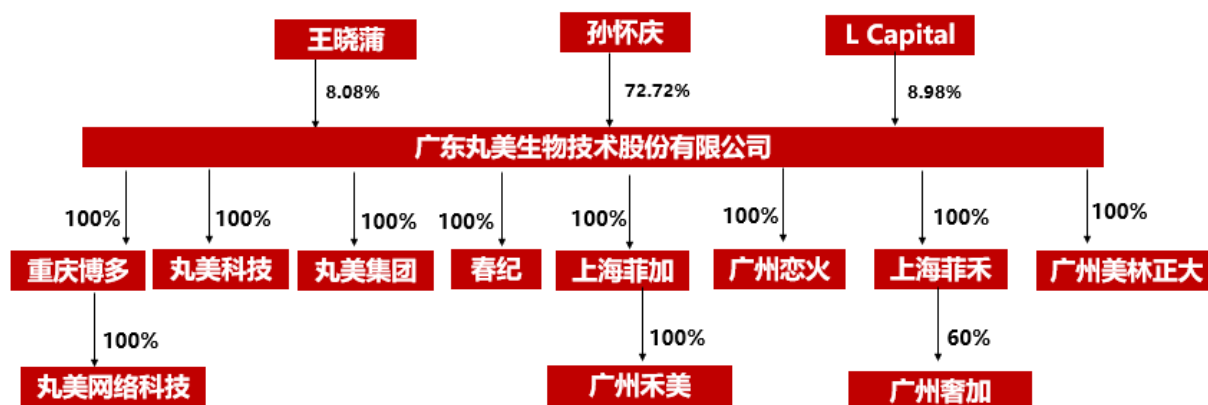 王晓蒲
孙怀庆
L Capital
8.08%
72.72%
8.98%
广东丸美生物技术股份有限公司
100%
100%
100%
100%
100%
100%
100%
100%
重庆博多
丸美科技
丸美集团
春纪
上海菲加
广州恋火
上海菲禾
广州美林正大
100%
100%
60%
丸美网络科技
广州禾美
广州奢加